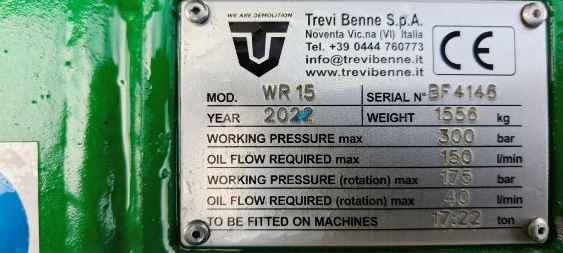 WE ARE DEMOLITION
Trevi Benne S.p.A.
Noventa Vic.na (VI) Italia
Tel. +39 0444 760773
info@trevibenne.it
www.trevibenne.it
CE
MOD. WR 15 SERIAL N° BF4146
YEAR 2022 WEIGHT 1556 kg
WORKING PRESSURE max 300 bar
OIL FLOW REQUIRED max 150 l/min
WORKING PRESSURE (rotation) max 175 bar
OIL FLOW REQUIRED (rotation) max 40 l/min
TO BE FITTED ON MACHINES 17:22 ton